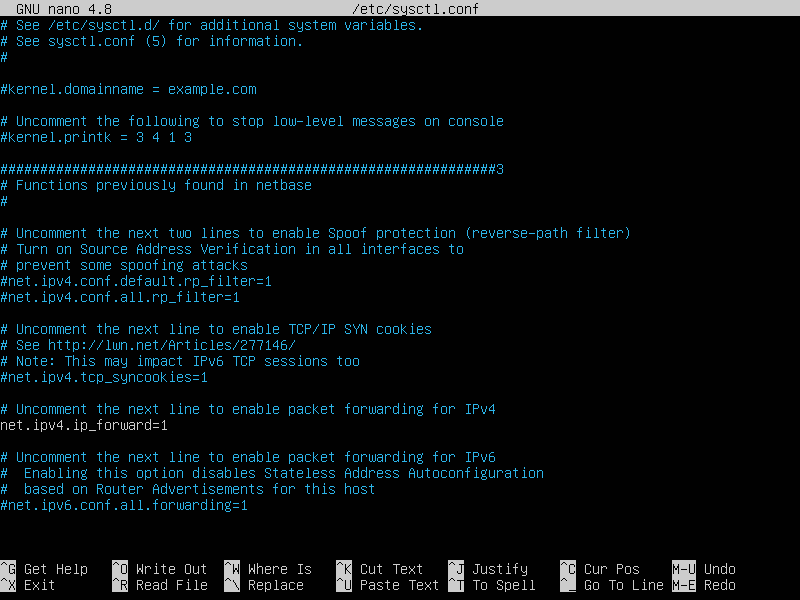 GNU nano 4.8 /etc/sysctl.conf
# See /etc/sysctl.d/ for additional system variables.
# See sysctl.conf (5) for information.
#
#kernel.domainname = example.com
# Uncomment the following to stop low-level messages on console
#kernel.printk = 3 4 1 3
##############################################################3
# Functions previously found in netbase
#
# Uncomment the next two lines to enable Spoof protection (reverse-path filter)
# Turn on Source Address Verification in all interfaces to
# prevent some spoofing attacks
#net.ipv4.conf.default.rp_filter=1
#net.ipv4.conf.all.rp_filter=1
# Uncomment the next line to enable TCP/IP SYN cookies
# See http://lwn.net/Articles/277146/
# Note: This may impact IPv6 TCP sessions too
#net.ipv4.tcp_syncookies=1
# Uncomment the next line to enable packet forwarding for IPv4
net.ipv4.ip_forward=1
# Uncomment the next line to enable packet forwarding for IPv6
#  Enabling this option disables Stateless Address Autoconfiguration
#  based on Router Advertisements for this host
#net.ipv6.conf.all.forwarding=1
^G Get Help ^O Write Out ^W Where Is ^K Cut Text ^J Justify ^C Cur Pos M-U Undo
^X Exit ^R Read File ^\ Replace ^U Paste Text ^T To Spell ^_ Go To Line M-E Redo